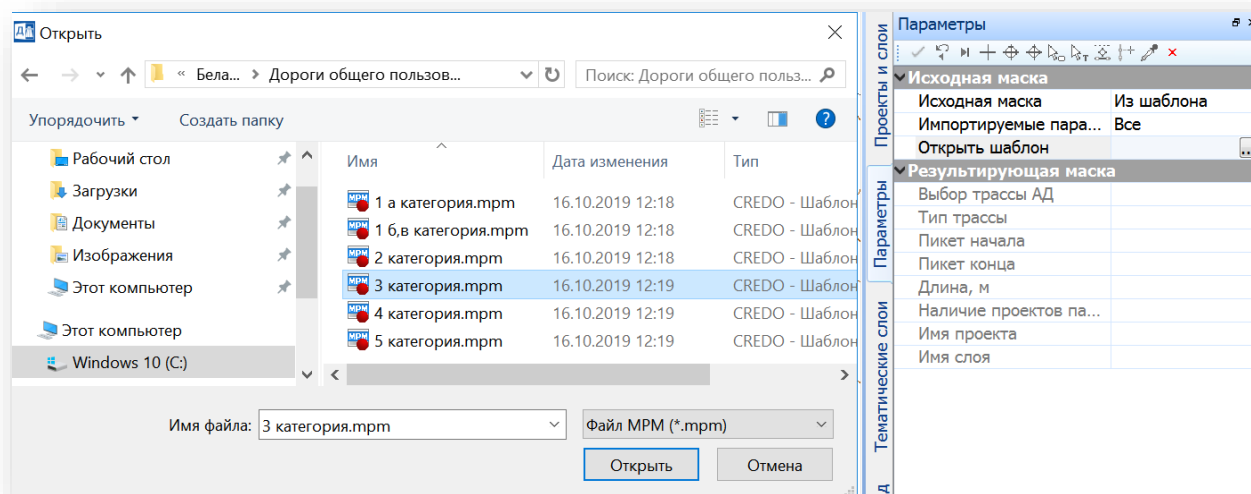 Открыть
« Бела... > Дороги общего пользов...
Поиск: Дороги общего польз...
Упорядочить
Создать папку
Рабочий стол
Загрузки
Документы
Изображения
Этот компьютер
Этот компьютер
Windows 10 (C:)
Имя Дата изменения Тип
1 а категория.mpm 16.10.2019 12:18 CREDO - Шаблон
1 б,в категория.mpm 16.10.2019 12:18 CREDO - Шаблон
2 категория.mpm 16.10.2019 12:18 CREDO - Шаблон
3 категория.mpm 16.10.2019 12:19 CREDO - Шаблон
4 категория.mpm 16.10.2019 12:19 CREDO - Шаблон
5 категория.mpm 16.10.2019 12:19 CREDO - Шаблон
Имя файла: 3 категория.mpm
Файл MPM (*.mpm)
Открыть
Отмена
Проекты и слои
Параметры
Тематические слои
Параметры
Исходная маска
Исходная маска Из шаблона
Импортируемые пара... Все
Открыть шаблон ...
Результирующая маска
Выбор трассы АД
Тип трассы
Пикет начала
Пикет конца
Длина, м
Наличие проектов па...
Имя проекта
Имя слоя